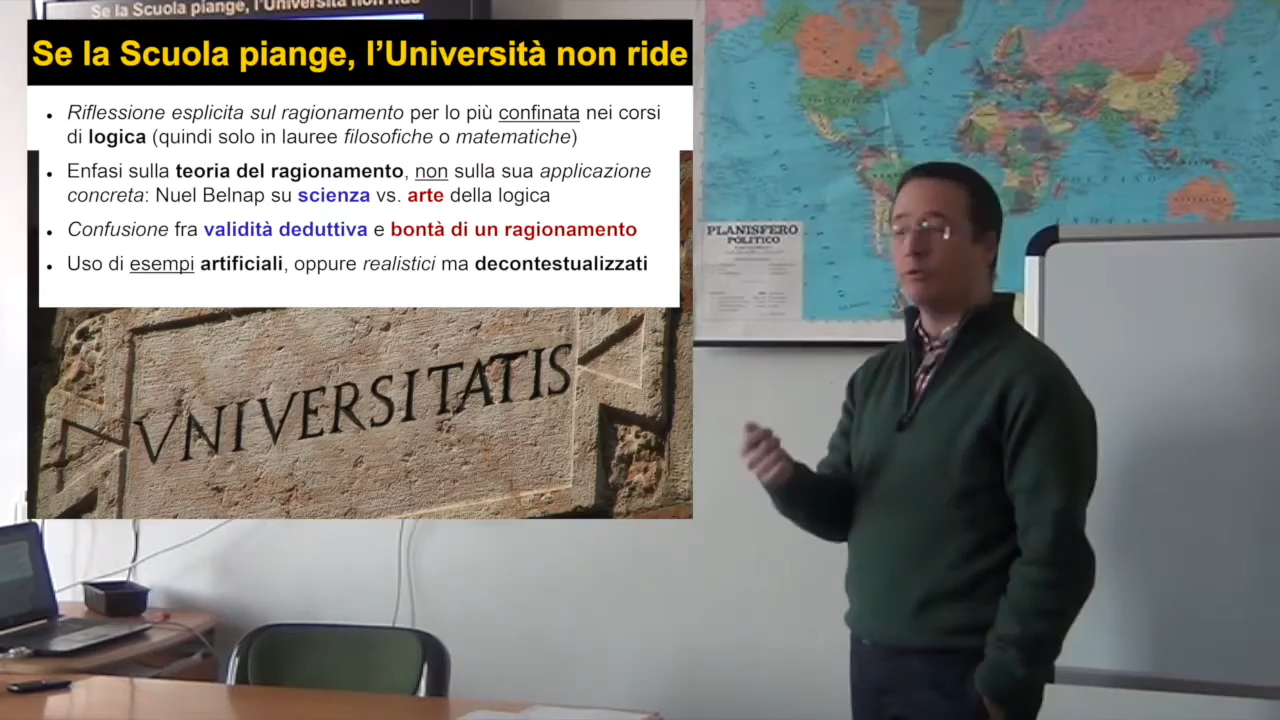 Se la Scuola piange, l'Università non ride
Se la Scuola piange, l’Università non ride
• Riflessione esplicita sul ragionamento per lo più confinata nei corsi
di logica (quindi solo in lauree filosofiche o matematiche)
• Enfasi sulla teoria del ragionamento, non sulla sua applicazione
concreta: Nuel Belnap su scienza vs. arte della logica
• Confusione fra validità deduttiva e bontà di un ragionamento
• Uso di esempi artificiali, oppure realistici ma decontestualizzati
VNIVERSITATIS
PLANISFERO
POLITICO